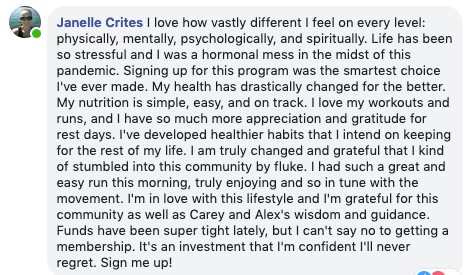 Janelle Crites I love how vastly different I feel on every level:
physically, mentally, psychologically, and spiritually. Life has been
so stressful and I was a hormonal mess in the midst of this
pandemic. Signing up for this program was the smartest choice
I've ever made. My health has drastically changed for the better.
My nutrition is simple, easy, and on track. I love my workouts and
runs, and I have so much more appreciation and gratitude for
rest days. I've developed healthier habits that I intend on keeping
for the rest of my life. I am truly changed and grateful that I kind
of stumbled into this community by fluke. I had such a great and
easy run this morning, truly enjoying and so in tune with the
movement. I'm in love with this lifestyle and I'm grateful for this
community as well as Carey and Alex's wisdom and guidance.
Funds have been super tight lately, but I can't say no to getting a
membership. It's an investment that I'm confident I'll never
regret. Sign me up!